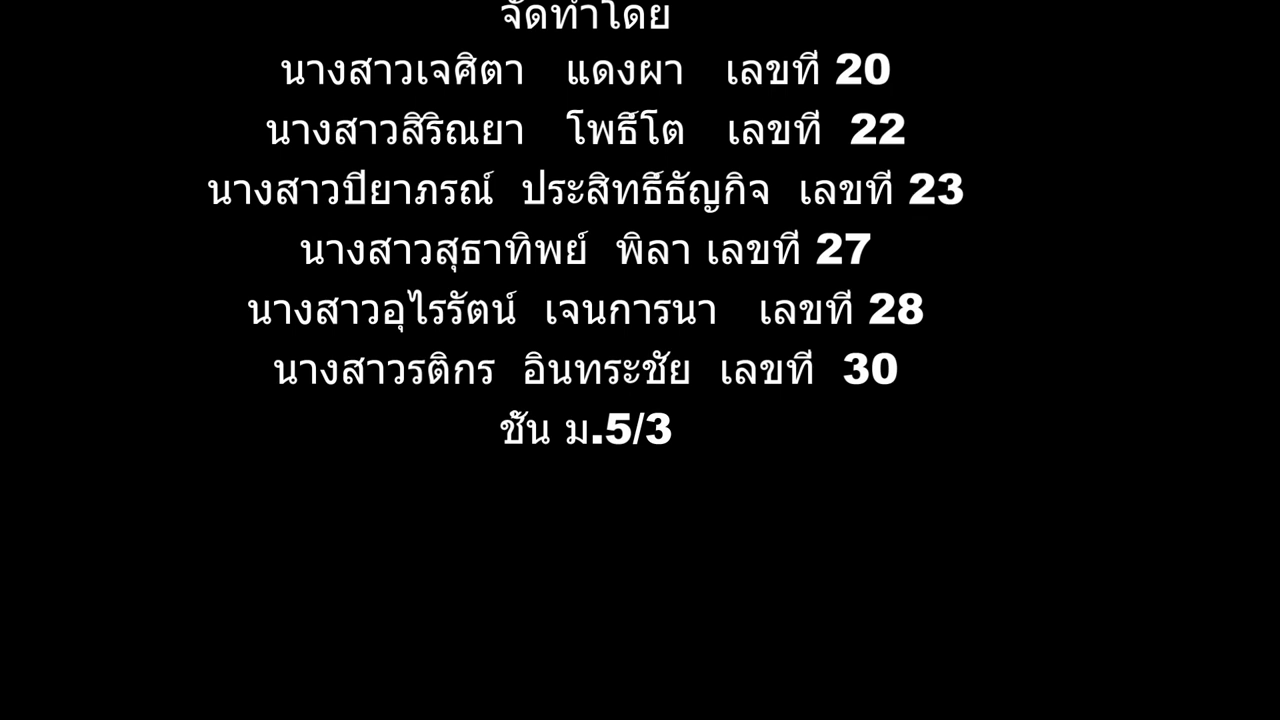 จัดทำโดย
นางสาวเจศิตา แดงผา เลขที่ 20
นางสาวสิริณยา โพธิ์โต เลขที่ 22
นางสาวปิยาภรณ์ ประสิทธิ์ธัญกิจ เลขที่ 23
นางสาวสุธาทิพย์ พิลา เลขที่ 27
นางสาวอุไรรัตน์ เจนการนา เลขที่ 28
นางสาวรติกร อินทระชัย เลขที่ 30
ชั้น ม.5/3